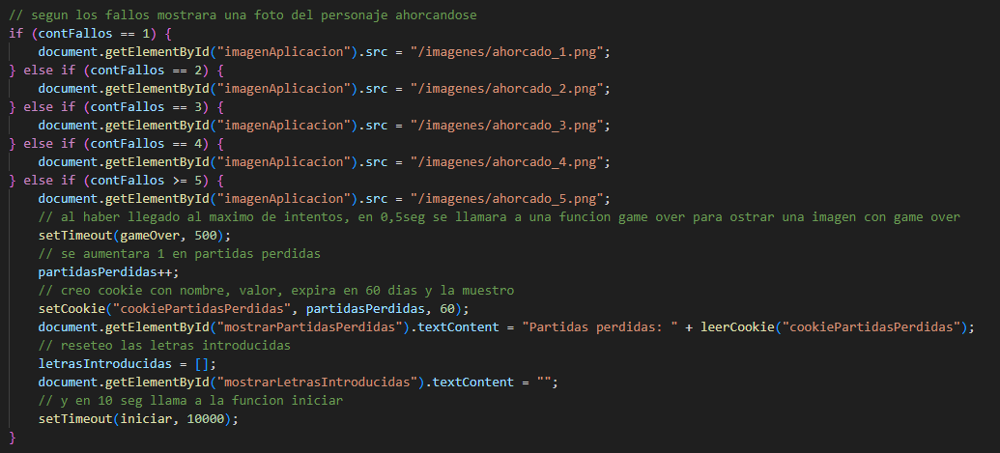 // segun los fallos mostrara una foto del personaje ahorcandose
if (contFallos == 1) {
    document.getElementById("imagenAplicacion").src = "/imagenes/ahorcado_1.png";
} else if (contFallos == 2) {
    document.getElementById("imagenAplicacion").src = "/imagenes/ahorcado_2.png";
} else if (contFallos == 3) {
    document.getElementById("imagenAplicacion").src = "/imagenes/ahorcado_3.png";
} else if (contFallos == 4) {
    document.getElementById("imagenAplicacion").src = "/imagenes/ahorcado_4.png";
} else if (contFallos >= 5) {
    document.getElementById("imagenAplicacion").src = "/imagenes/ahorcado_5.png";
    // al haber llegado al maximo de intentos, en 0,5seg se llamara a una funcion game over para ostrar una imagen con game over
    setTimeout(gameOver, 500);
    // se aumentara 1 en partidas perdidas
    partidasPerdidas++;
    // creo cookie con nombre, valor, expira en 60 dias y la muestro
    setCookie("cookiePartidasPerdidas", partidasPerdidas, 60);
    document.getElementById("mostrarPartidasPerdidas").textContent = "Partidas perdidas: " + leerCookie("cookiePartidasPerdidas");
    // reseteo las letras introducidas
    letrasIntroducidas = [];
    document.getElementById("mostrarLetrasIntroducidas").textContent = "";
    // y en 10 seg llama a la funcion iniciar
    setTimeout(iniciar, 10000);
}